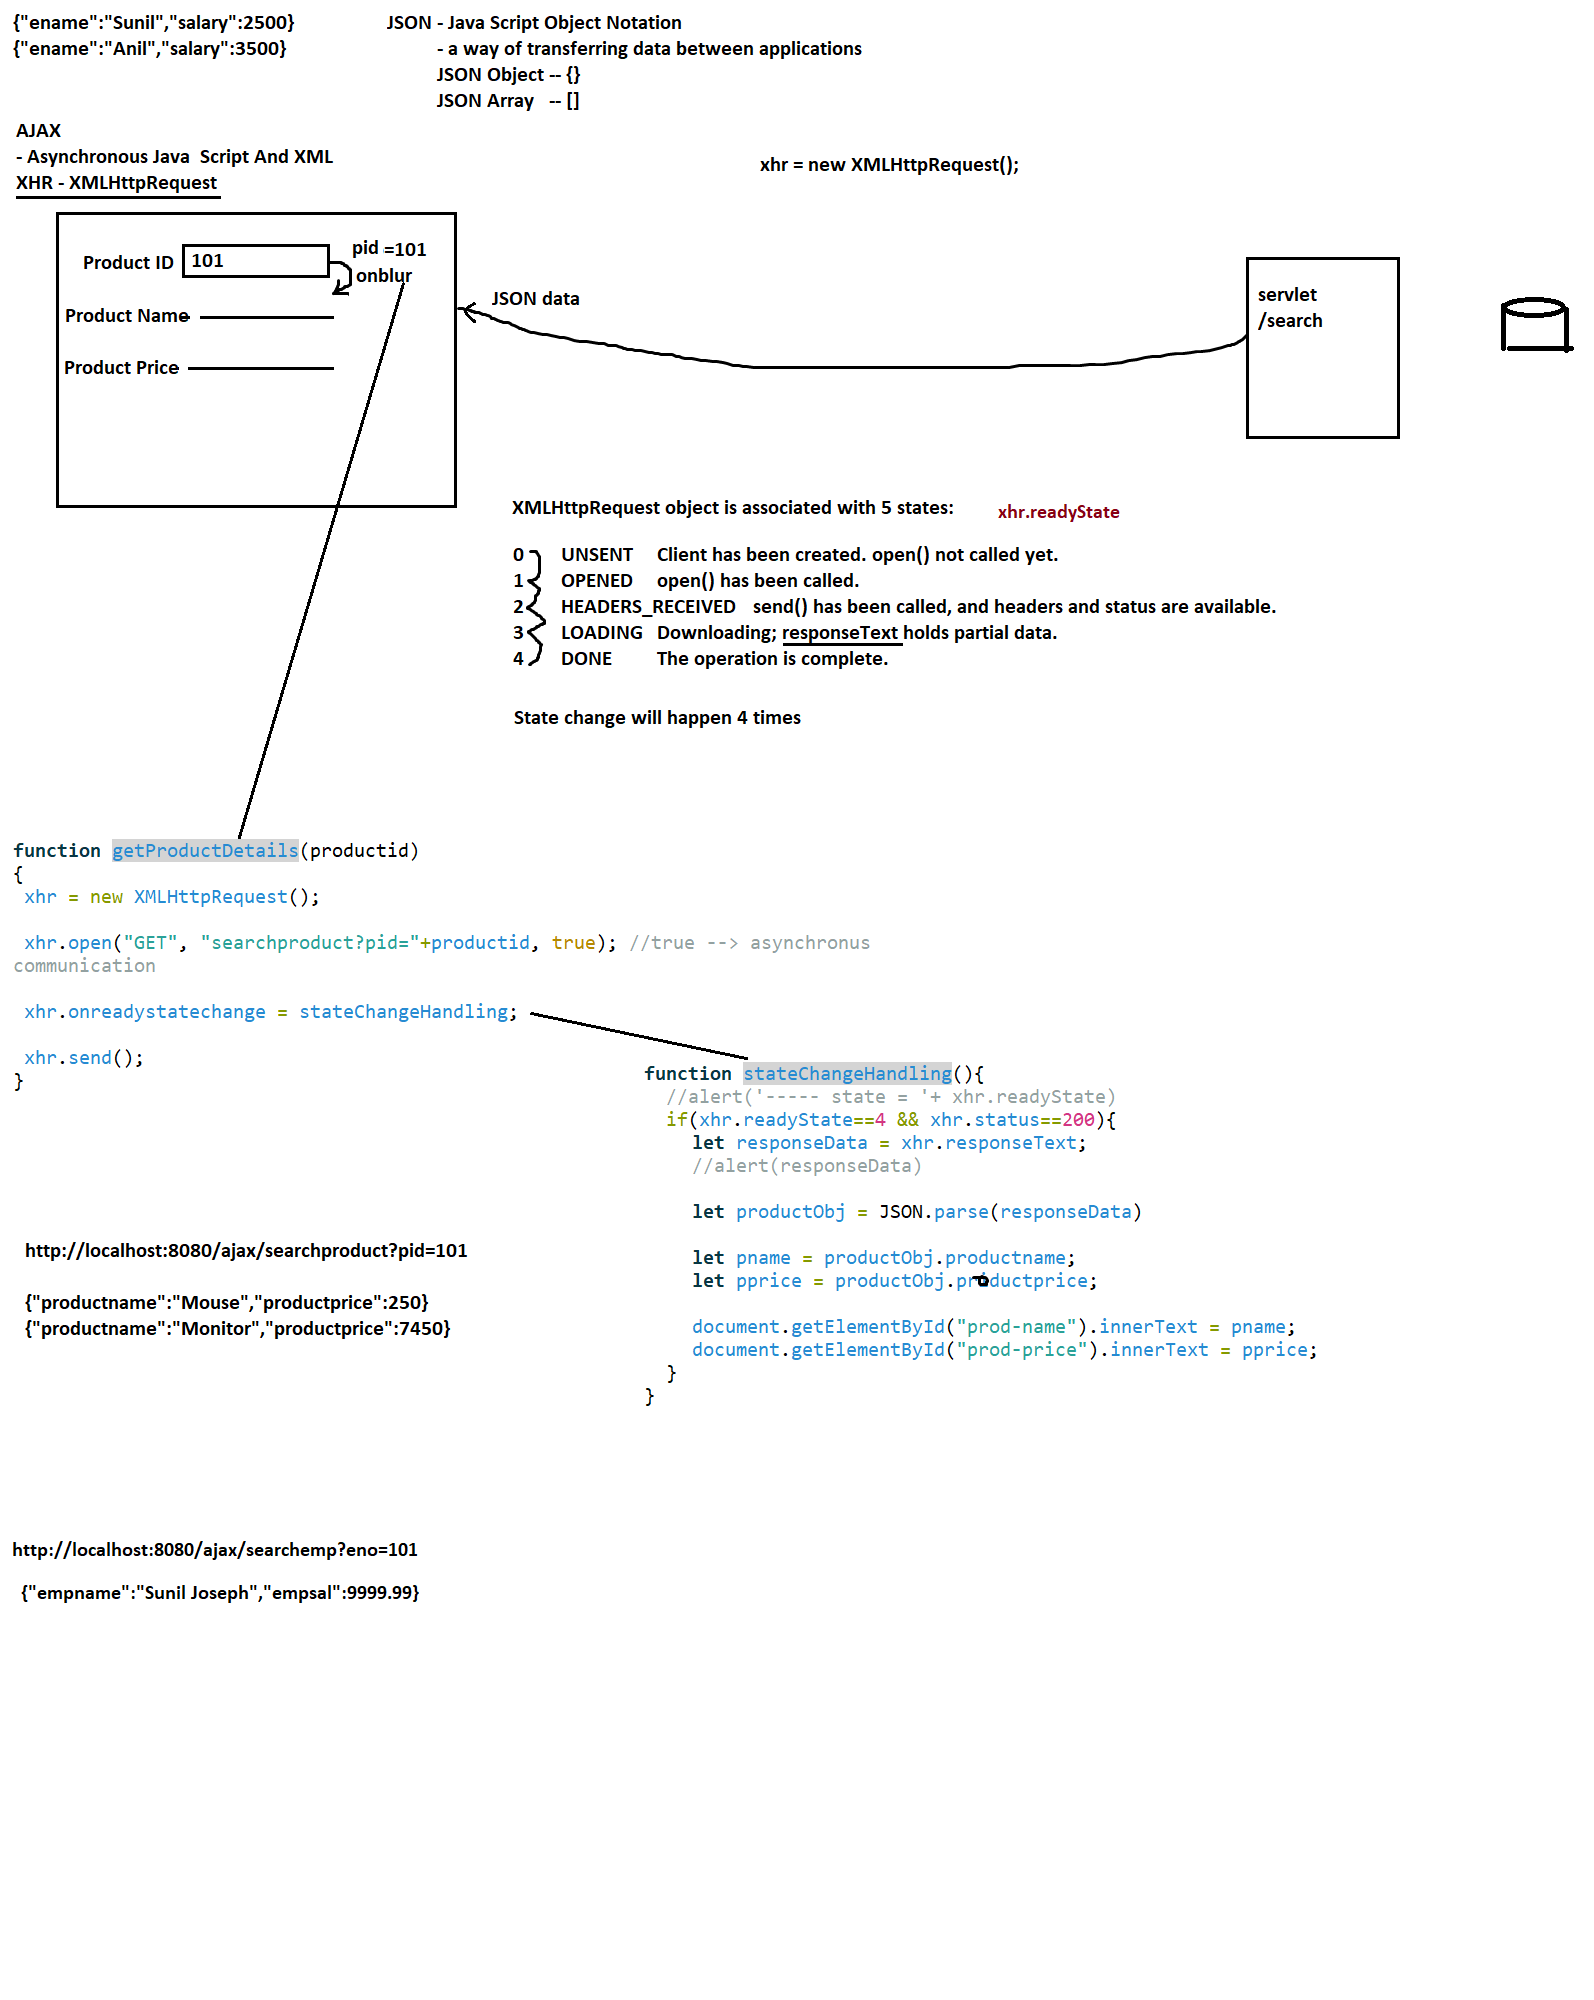 {"ename":"Sunil","salary":2500}
{"ename":"Anil","salary":3500}
JSON - Java Script Object Notation
- a way of transferring data between applications
JSON Object -- {}
JSON Array -- []
AJAX
- Asynchronous Java Script And XML
XHR - XMLHttpRequest
xhr = new XMLHttpRequest();
Product ID 101
pid =101
onblur
Product Name
Product Price
JSON data
servlet
/search
XMLHttpRequest object is associated with 5 states: xhr.readyState
0 UNSENT Client has been created. open() not called yet.
1 OPENED open() has been called.
2 HEADERS_RECEIVED send() has been called, and headers and status are available.
3 LOADING Downloading; responseText holds partial data.
4 DONE The operation is complete.
State change will happen 4 times
function getProductDetails(productid)
{
xhr = new XMLHttpRequest();
xhr.open("GET", "searchproduct?pid="+productid, true); //true --> asynchronus
communication
xhr.onreadystatechange = stateChangeHandling;
xhr.send();
}
function stateChangeHandling(){
//alert('----- state = '+ xhr.readyState)
if(xhr.readyState==4 && xhr.status==200){
let responseData = xhr.responseText;
//alert(responseData)
let productObj = JSON.parse(responseData)
let pname = productObj.productname;
let pprice = productObj.productprice;
document.getElementById("prod-name").innerText = pname;
document.getElementById("prod-price").innerText = pprice;
}
}
http://localhost:8080/ajax/searchproduct?pid=101
{"productname":"Mouse","productprice":250}
{"productname":"Monitor","productprice":7450}
http://localhost:8080/ajax/searchemp?eno=101
{"empname":"Sunil Joseph","empsal":9999.99}